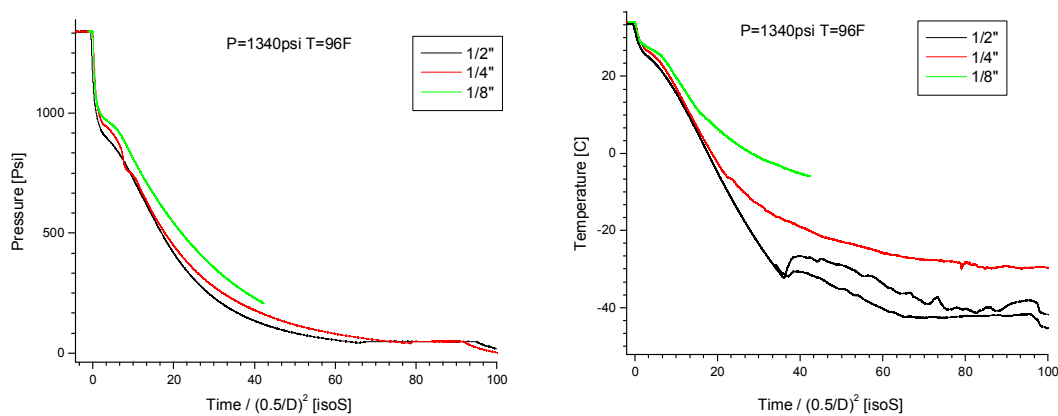 P=1340psi T=96F
1/2"
1/4"
1/8"
1000
500
0
Pressure [Psi]
0 20 40 60 80 100
Time / (0.5/D)² [isoS]
P=1340psi T=96F
1/2"
1/4"
1/8"
20
0
-20
-40
Temperature [C]
0 20 40 60 80 100
Time / (0.5/D)² [isoS]